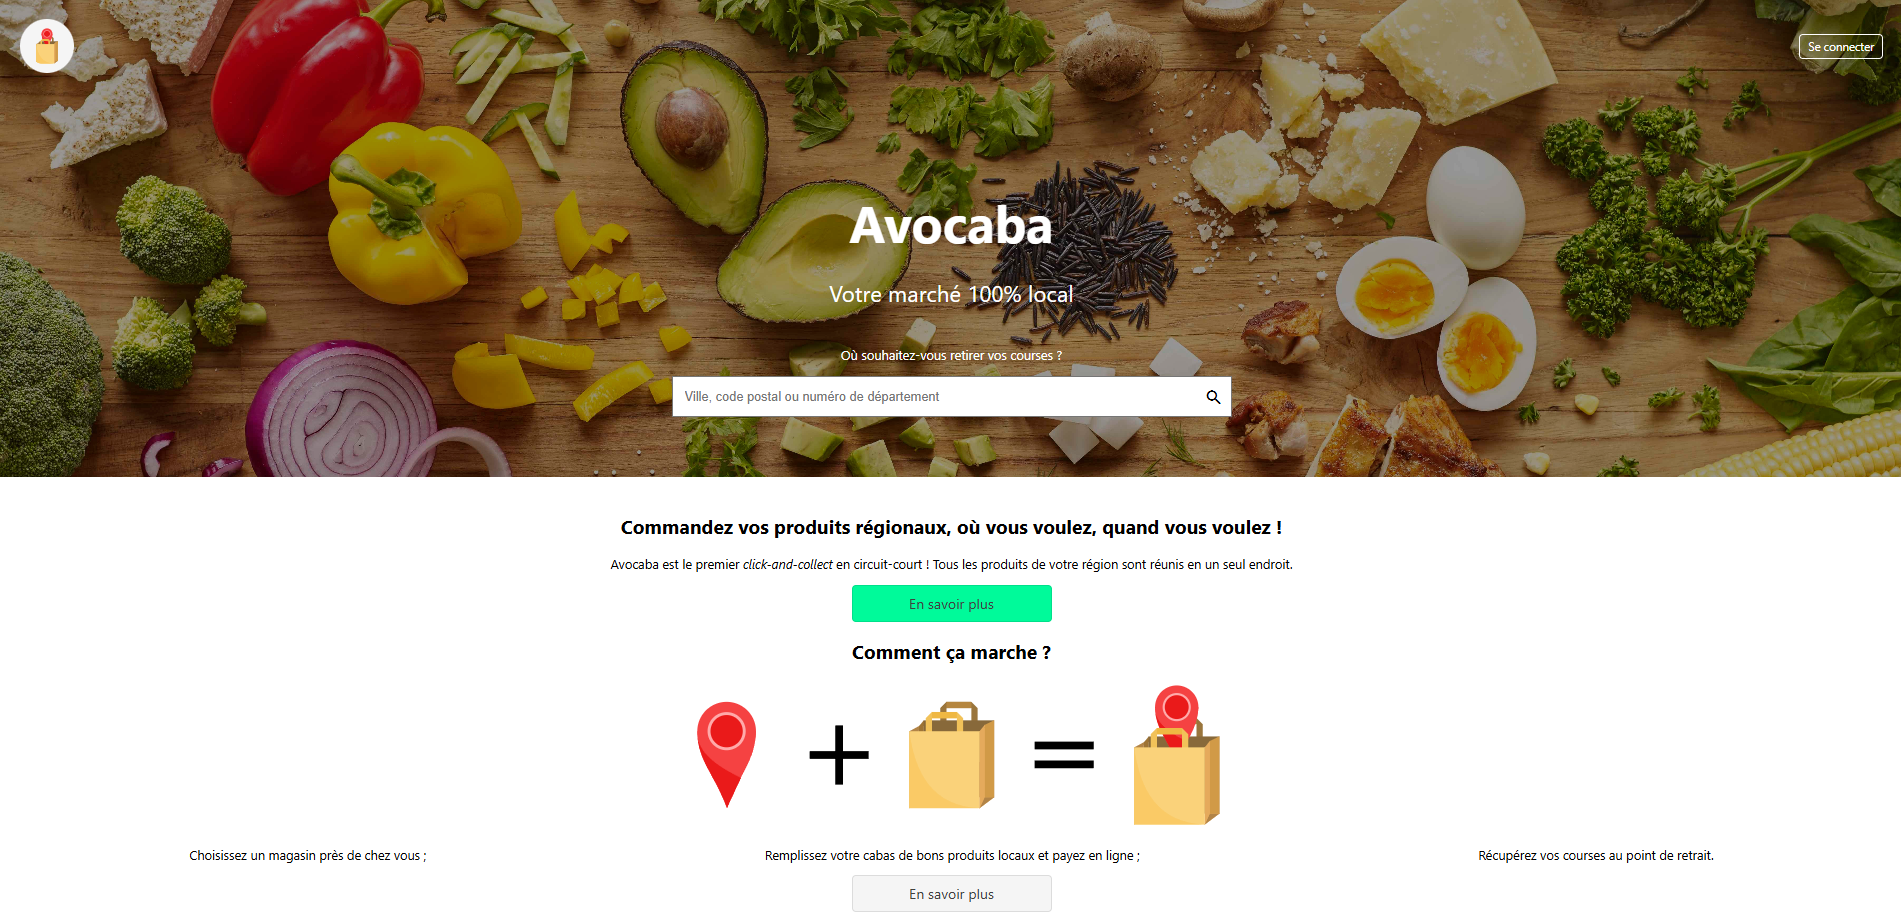 Se connecter
Avocaba
Votre marché 100% local
Où souhaitez-vous retirer vos courses ?
Ville, code postal ou numéro de département
Commandez vos produits régionaux, où vous voulez, quand vous voulez !
Avocaba est le premier click-and-collect en circuit-court ! Tous les produits de votre région sont réunis en un seul endroit.
En savoir plus
Comment ça marche ?
Choisissez un magasin près de chez vous ;
Remplissez votre cabas de bons produits locaux et payez en ligne ;
Récupérez vos courses au point de retrait.
En savoir plus